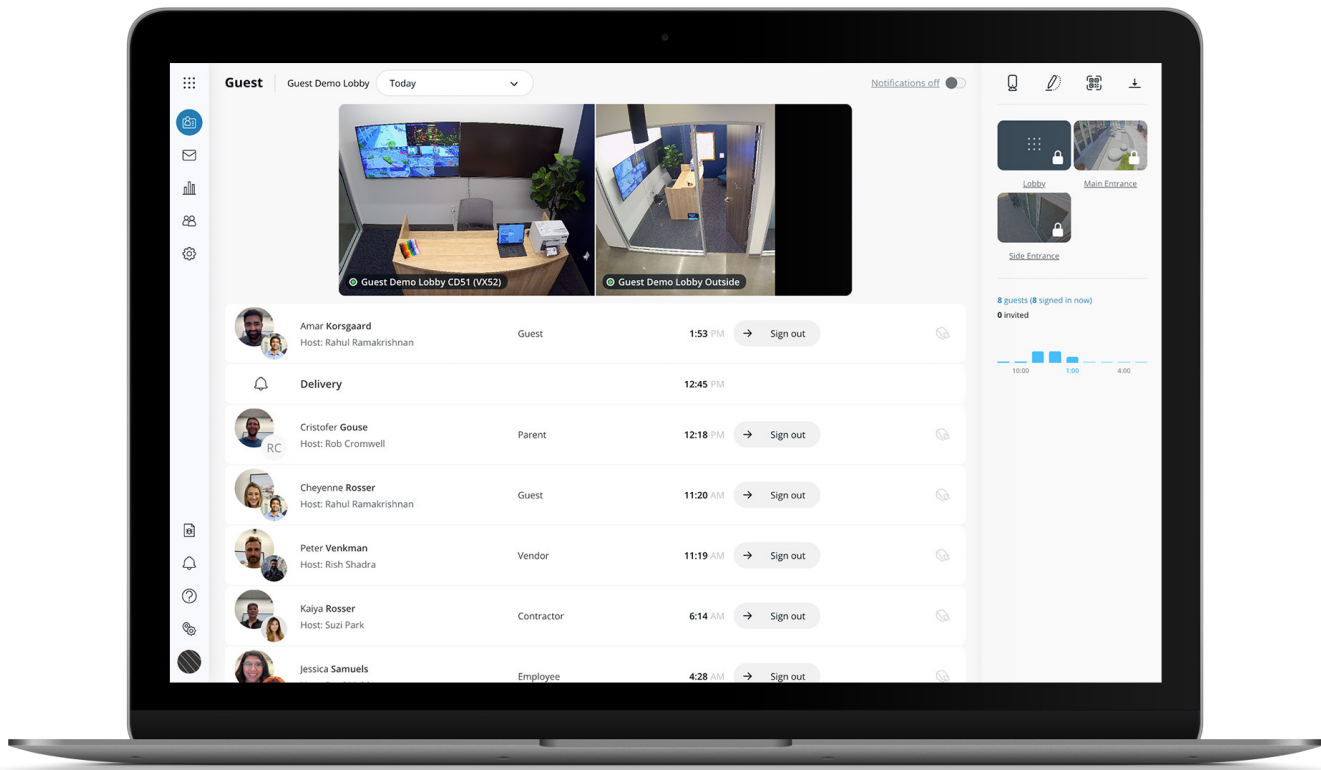 Guest
Guest Demo Lobby
Today
Notifications off
Guest Demo Lobby CD51 (VX52)
Guest Demo Lobby Outside
Amar Korsgaard
Host: Rahul Ramakrishnan
Guest
1:53 PM
Sign out
Delivery
12:45 PM
Cristofer Gouse
Host: Rob Cromwell
RC
Parent
12:18 PM
Sign out
Cheyenne Rosser
Host: Rahul Ramakrishnan
Guest
11:20 AM
Sign out
Peter Venkman
Host: Rish Shadra
Vendor
11:19 AM
Sign out
Kaiya Rosser
Host: Suzi Park
Contractor
6:14 AM
Sign out
Jessica Samuels
Employee
4:28 AM
Sign out
Lobby
Main Entrance
Side Entrance
8 guests (8 signed in now)
0 invited
10:00
1:00
4:00